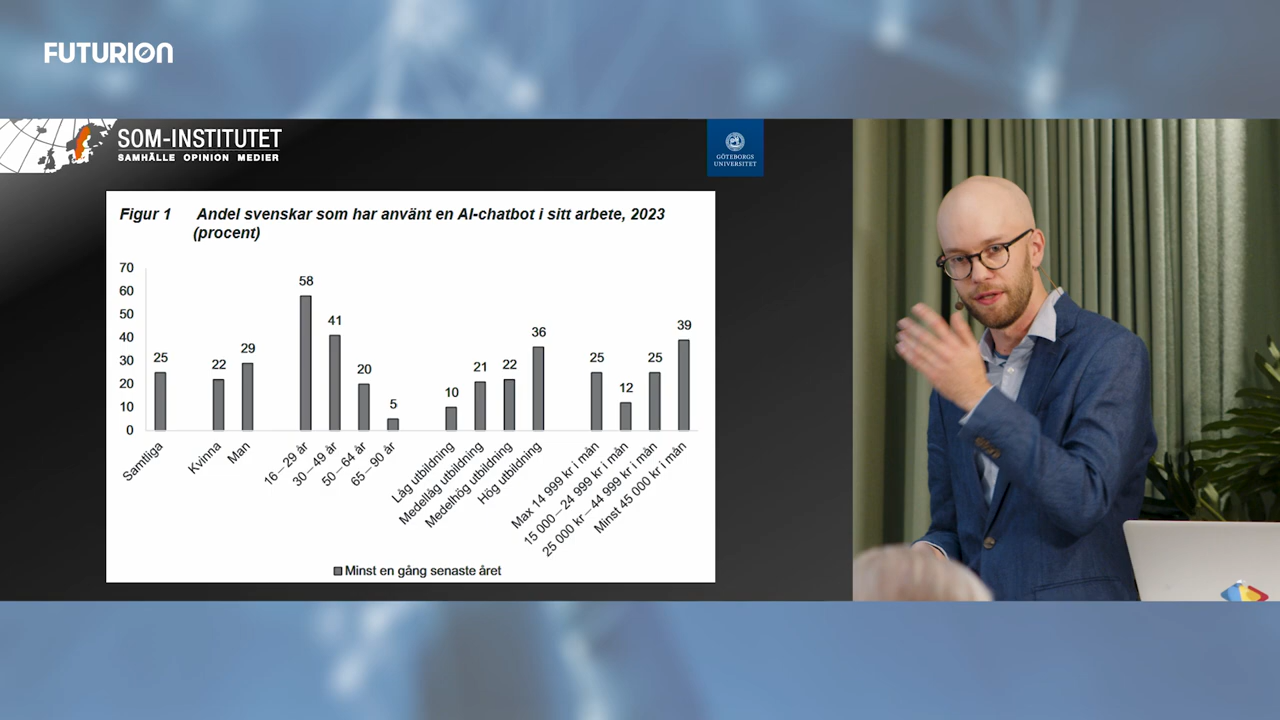 FUTURION
SOM-INSTITUTET
SAMHÄLLE OPINION MEDIER
GÖTEBORGS
UNIVERSITET
Figur 1 Andel svenskar som har använt en AI-chatbot i sitt arbete, 2023
(procent)
70
60
50
40
30
20
10
0
25
22
29
58
41
20
5
10
21
22
36
25
12
25
39
Samtliga
Kvinna
Man
16–29 år
30–49 år
50–64 år
65–90 år
Låg utbildning
Medellåg utbildning
Medelhög utbildning
Hög utbildning
Max 14 999 kr i mån
15 000–24 999 kr i mån
25 000 kr–44 999 kr i mån
Minst 45 000 kr i mån
Minst en gång senaste året